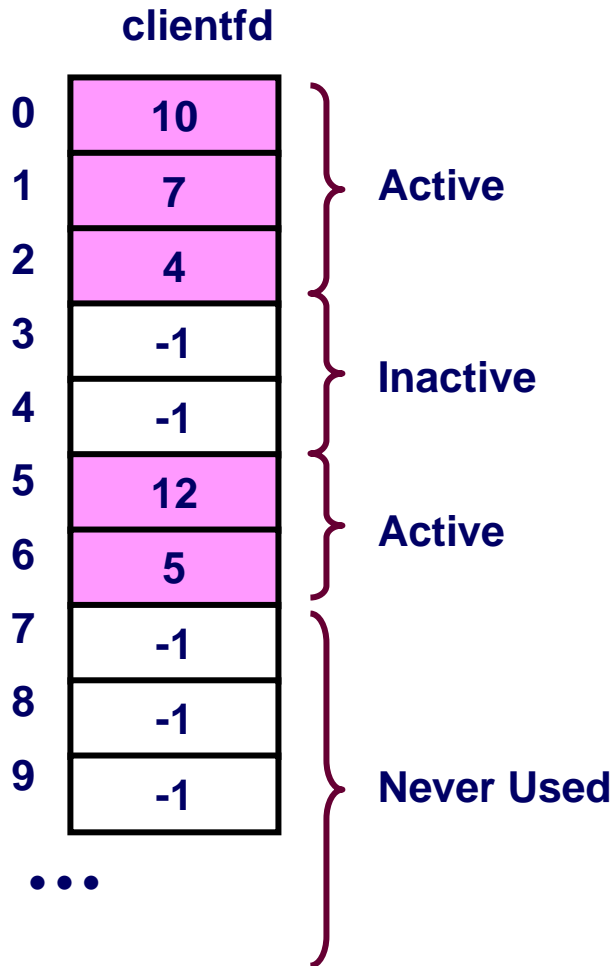 clientfd
0 10
1 7 Active
2 4
3 -1
4 -1 Inactive
5 12
6 5 Active
7 -1
8 -1
9 -1 Never Used
•••